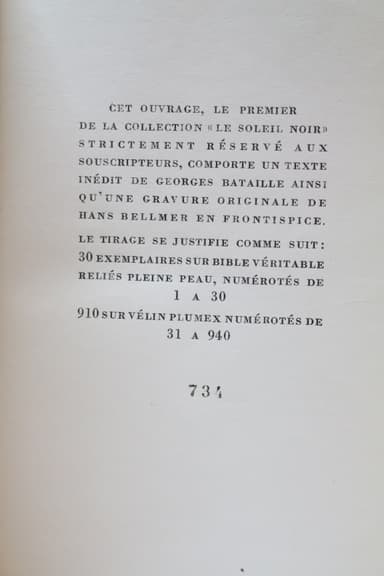 CET OUVRAGE, LE PREMIER
DE LA COLLECTION «LE SOLEIL NOIR»
STRICTEMENT RÉSERVÉ AUX
SOUSCRIPTEURS, COMPORTE UN TEXTE
INÉDIT DE GEORGES BATAILLE AINSI
QU'UNE GRAVURE ORIGINALE DE
HANS BELLMER EN FRONTISPICE.
LE TIRAGE SE JUSTIFIE COMME SUIT:
30 EXEMPLAIRES SUR BIBLE VÉRITABLE
RELIÉS PLEINE PEAU, NUMÉROTÉS DE
1 A 30
910 SUR VÉLIN PLUMEX NUMÉROTÉS DE
31 A 940
734